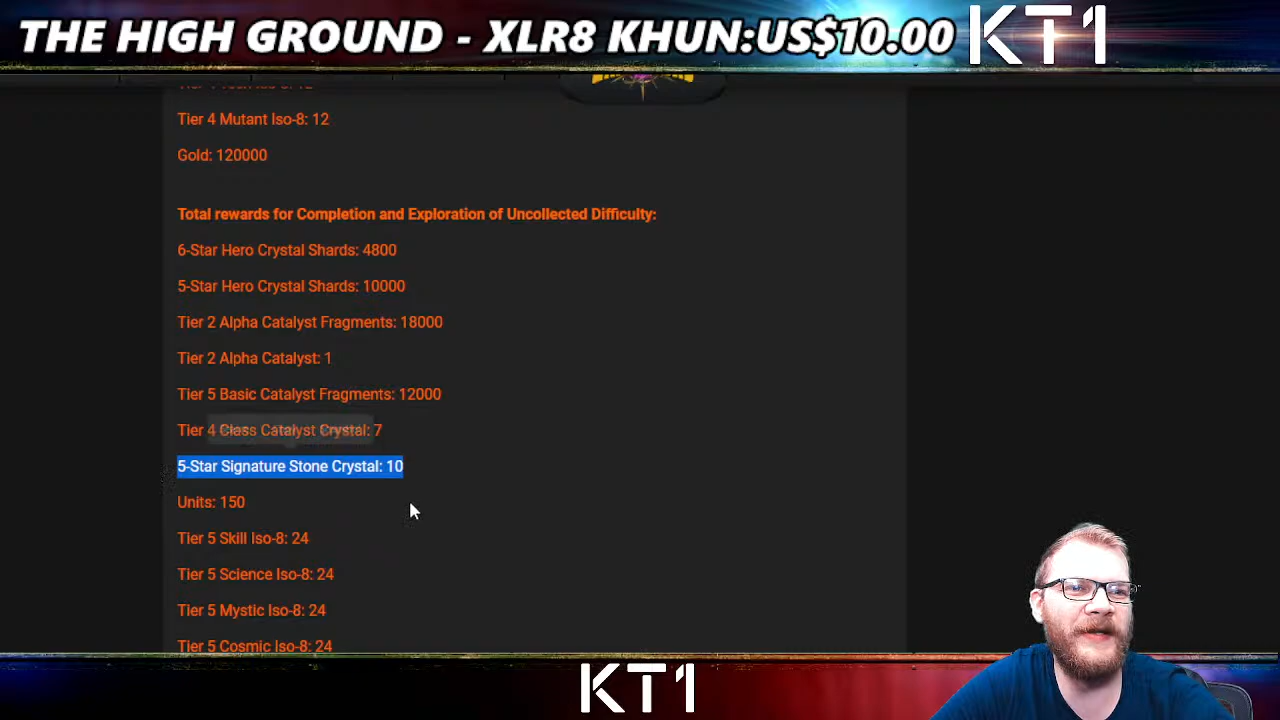 THE HIGH GROUND - XLR8 KHUN:US$10.00
KT1
Tier 4 Mutant Iso-8: 12
Gold: 120000
Total rewards for Completion and Exploration of Uncollected Difficulty:
6-Star Hero Crystal Shards: 4800
5-Star Hero Crystal Shards: 10000
Tier 2 Alpha Catalyst Fragments: 18000
Tier 2 Alpha Catalyst: 1
Tier 5 Basic Catalyst Fragments: 12000
Tier 4 Class Catalyst Crystal: 7
5-Star Signature Stone Crystal: 10
Units: 150
Tier 5 Skill Iso-8: 24
Tier 5 Science Iso-8: 24
Tier 5 Mystic Iso-8: 24
Tier 5 Cosmic Iso-8: 24
KT1